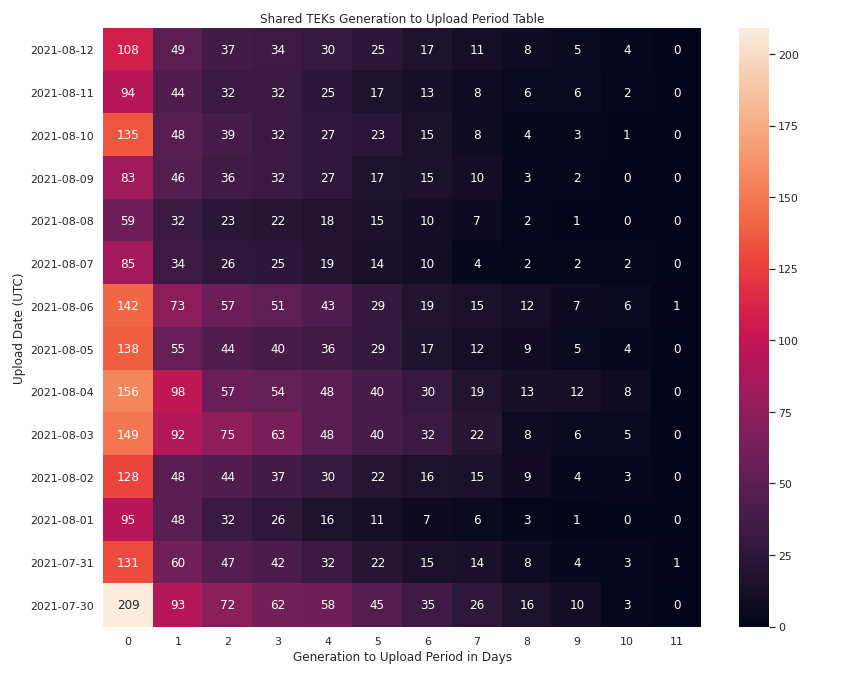 Shared TEKs Generation to Upload Period Table
Upload Date (UTC)
2021-08-12 108 49 37 34 30 25 17 11 8 5 4 0
2021-08-11 94 44 32 32 25 17 13 8 6 6 2 0
2021-08-10 135 48 39 32 27 23 15 8 4 3 1 0
2021-08-09 83 46 36 32 27 17 15 10 3 2 0 0
2021-08-08 59 32 23 22 18 15 10 7 2 1 0 0
2021-08-07 85 34 26 25 19 14 10 4 2 2 2 0
2021-08-06 142 73 57 51 43 29 19 15 12 7 6 1
2021-08-05 138 55 44 40 36 29 17 12 9 5 4 0
2021-08-04 156 98 57 54 48 40 30 19 13 12 8 0
2021-08-03 149 92 75 63 48 40 32 22 8 6 5 0
2021-08-02 128 48 44 37 30 22 16 15 9 4 3 0
2021-08-01 95 48 32 26 16 11 7 6 3 1 0 0
2021-07-31 131 60 47 42 32 22 15 14 8 4 3 1
2021-07-30 209 93 72 62 58 45 35 26 16 10 3 0
0 1 2 3 4 5 6 7 8 9 10 11
Generation to Upload Period in Days
200
175
150
125
100
75
50
25
0